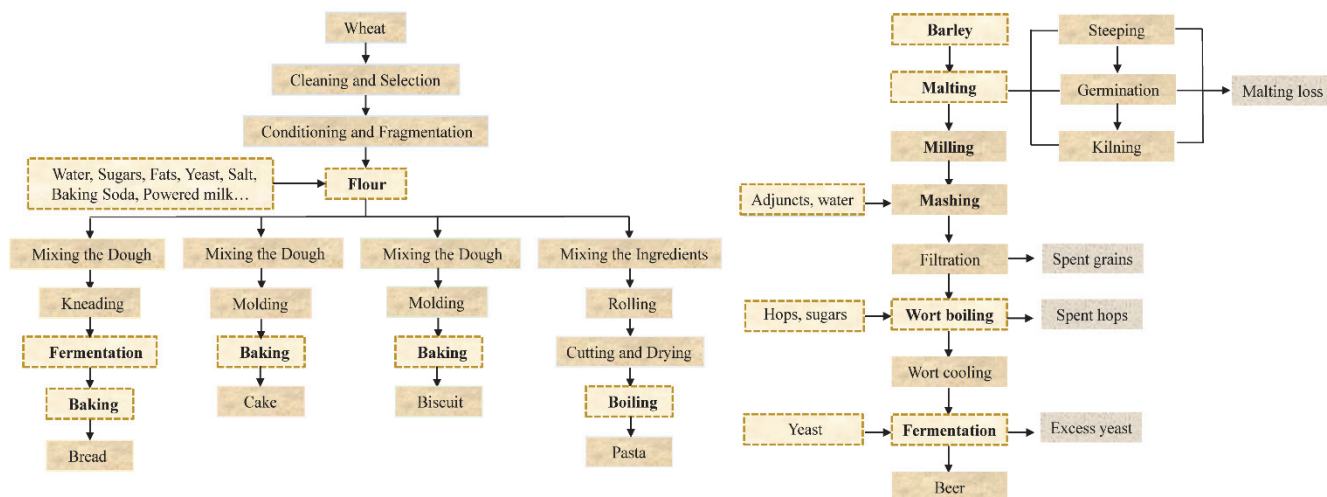 Wheat
Cleaning and Selection
Conditioning and Fragmentation
Water, Sugars, Fats, Yeast, Salt,
Baking Soda, Powered milk…
Flour
Mixing the Dough
Kneading
Fermentation
Baking
Bread
Mixing the Dough
Molding
Baking
Cake
Mixing the Dough
Molding
Baking
Biscuit
Mixing the Ingredients
Rolling
Cutting and Drying
Boiling
Pasta
Barley
Malting
Steeping
Germination
Kilning
Malting loss
Milling
Adjuncts, water
Mashing
Filtration
Spent grains
Hops, sugars
Wort boiling
Spent hops
Wort cooling
Yeast
Fermentation
Excess yeast
Beer